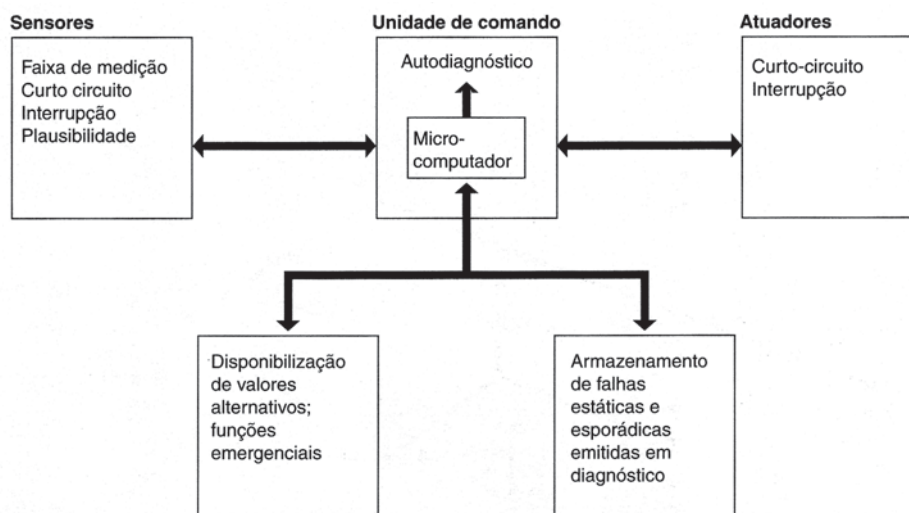 Sensores
Faixa de medição
Curto circuito
Interrupção
Plausibilidade
Unidade de comando
Autodiagnóstico
Micro-
computador
Atuadores
Curto-circuito
Interrupção
Disponibilização
de valores
alternativos;
funções
emergenciais
Armazenamento
de falhas
estáticas e
esporádicas
emitidas em
diagnóstico